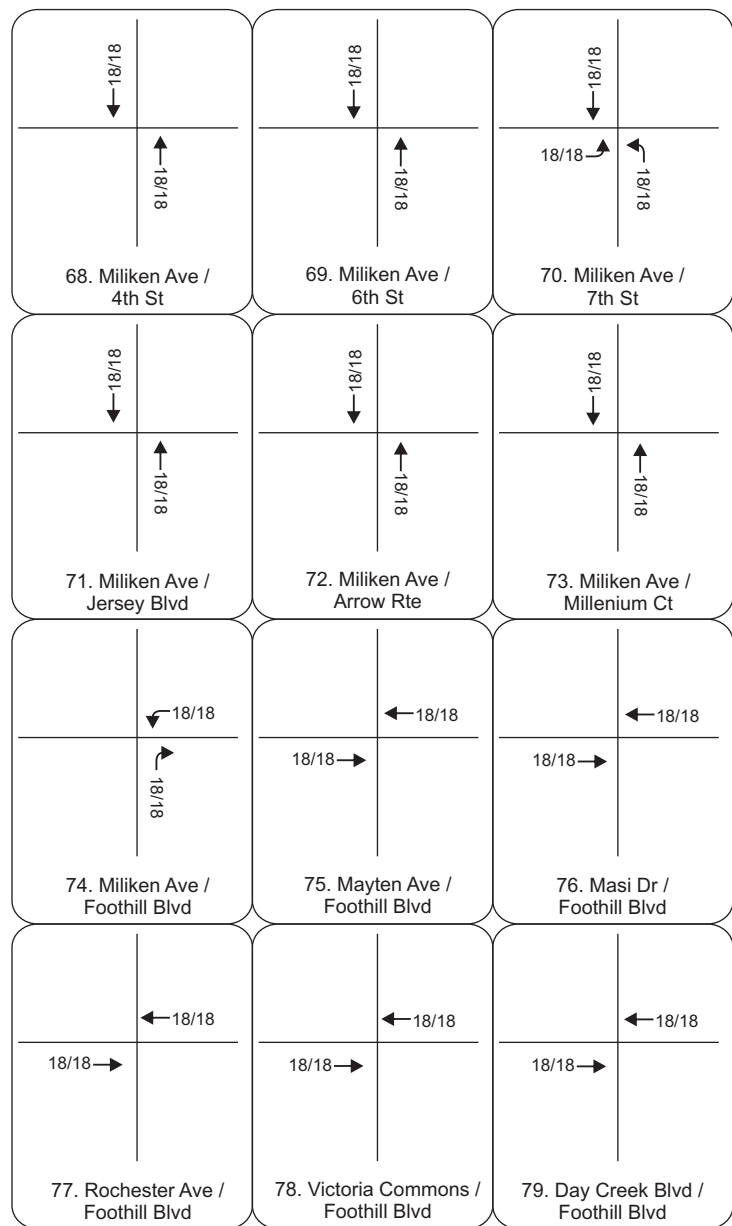 18/18
18/18
68. Miliken Ave /
4th St
18/18
18/18
69. Miliken Ave /
6th St
18/18
18/18
18/18
70. Miliken Ave /
7th St
18/18
18/18
71. Miliken Ave /
Jersey Blvd
18/18
18/18
72. Miliken Ave /
Arrow Rte
18/18
18/18
73. Miliken Ave /
Millenium Ct
18/18
18/18
74. Miliken Ave /
Foothill Blvd
18/18
18/18
75. Mayten Ave /
Foothill Blvd
18/18
18/18
76. Masi Dr /
Foothill Blvd
18/18
18/18
77. Rochester Ave /
Foothill Blvd
18/18
18/18
78. Victoria Commons /
Foothill Blvd
18/18
18/18
79. Day Creek Blvd /
Foothill Blvd